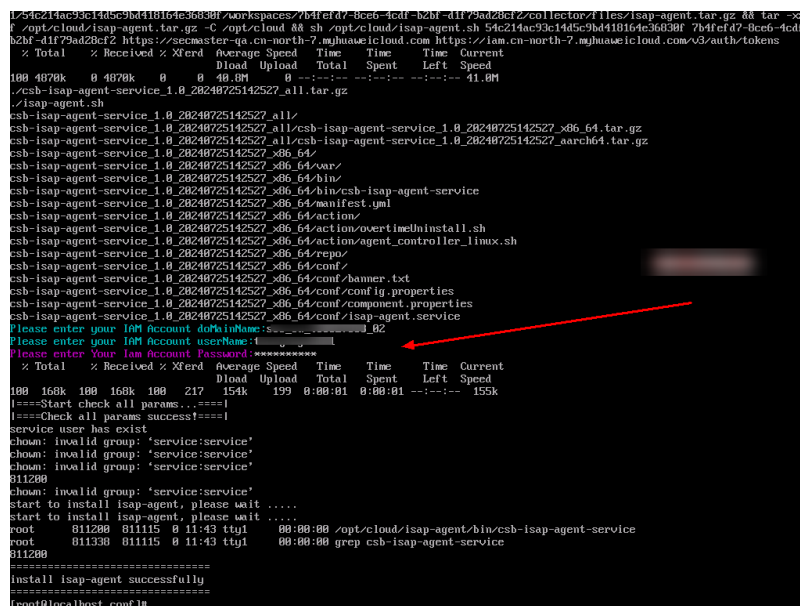 1/54c214ac93c14d5c9bd418164e36830f/workspaces/7b4fefd7-8ce6-4cdf-b2bf-d1f79ad28cf2/collector/files/isap-agent.tar.gz && tar -x
f /opt/cloud/isap-agent.tar.gz -C /opt/cloud && sh /opt/cloud/isap-agent.sh 54c214ac93c14d5c9bd418164e36830f 7b4fefd7-8ce6-4cdf-
b2bf-d1f79ad28cf2 https://secmaster-qa.cn-north-7.myhuaweicloud.com https://iam.cn-north-7.myhuaweicloud.com/v3/auth/tokens
% Total % Received % Xferd Average Speed Time Time Time Current
Dload Upload Total Spent Left Speed
100 4870k 0 4870k 0 0 40.8M 0 --:--:-- --:--:-- --:--:-- 41.0M
./csb-isap-agent-service_1.0_20240725142527_all.tar.gz
./isap-agent.sh
csb-isap-agent-service_1.0_20240725142527_all/
csb-isap-agent-service_1.0_20240725142527_all/csb-isap-agent-service_1.0_20240725142527_x86_64.tar.gz
csb-isap-agent-service_1.0_20240725142527_all/csb-isap-agent-service_1.0_20240725142527_aarch64.tar.gz
csb-isap-agent-service_1.0_20240725142527_x86_64/
csb-isap-agent-service_1.0_20240725142527_x86_64/var/
csb-isap-agent-service_1.0_20240725142527_x86_64/bin/
csb-isap-agent-service_1.0_20240725142527_x86_64/bin/csb-isap-agent-service
csb-isap-agent-service_1.0_20240725142527_x86_64/manifest.yml
csb-isap-agent-service_1.0_20240725142527_x86_64/action/
csb-isap-agent-service_1.0_20240725142527_x86_64/action/overtimeUninstall.sh
csb-isap-agent-service_1.0_20240725142527_x86_64/action/agent_controller_linux.sh
csb-isap-agent-service_1.0_20240725142527_x86_64/repo/
csb-isap-agent-service_1.0_20240725142527_x86_64/conf/
csb-isap-agent-service_1.0_20240725142527_x86_64/conf/banner.txt
csb-isap-agent-service_1.0_20240725142527_x86_64/conf/config.properties
csb-isap-agent-service_1.0_20240725142527_x86_64/conf/component.properties
csb-isap-agent-service_1.0_20240725142527_x86_64/conf/isap-agent.service
Please enter your IAM Account doMainName:
Please enter your IAM Account userName:
Please enter Your Iam Account Password:**********
% Total % Received % Xferd Average Speed Time Time Time Current
Dload Upload Total Spent Left Speed
100 168k 100 168k 100 217 154k 199 0:00:01 0:00:01 --:--:-- 155k
|====Start check all params...====|
|====Check all params success!====|
service user has exist
chown: invalid group: ‘service:service’
chown: invalid group: ‘service:service’
chown: invalid group: ‘service:service’
811200
chown: invalid group: ‘service:service’
start to install isap-agent, please wait .....
start to install isap-agent, please wait .....
root 811200 811115 0 11:43 tty1 00:00:00 /opt/cloud/isap-agent/bin/csb-isap-agent-service
root 811338 811115 0 11:43 tty1 00:00:00 grep csb-isap-agent-service
811200
===============================
install isap-agent successfully
===============================
[root@localhost conf]#